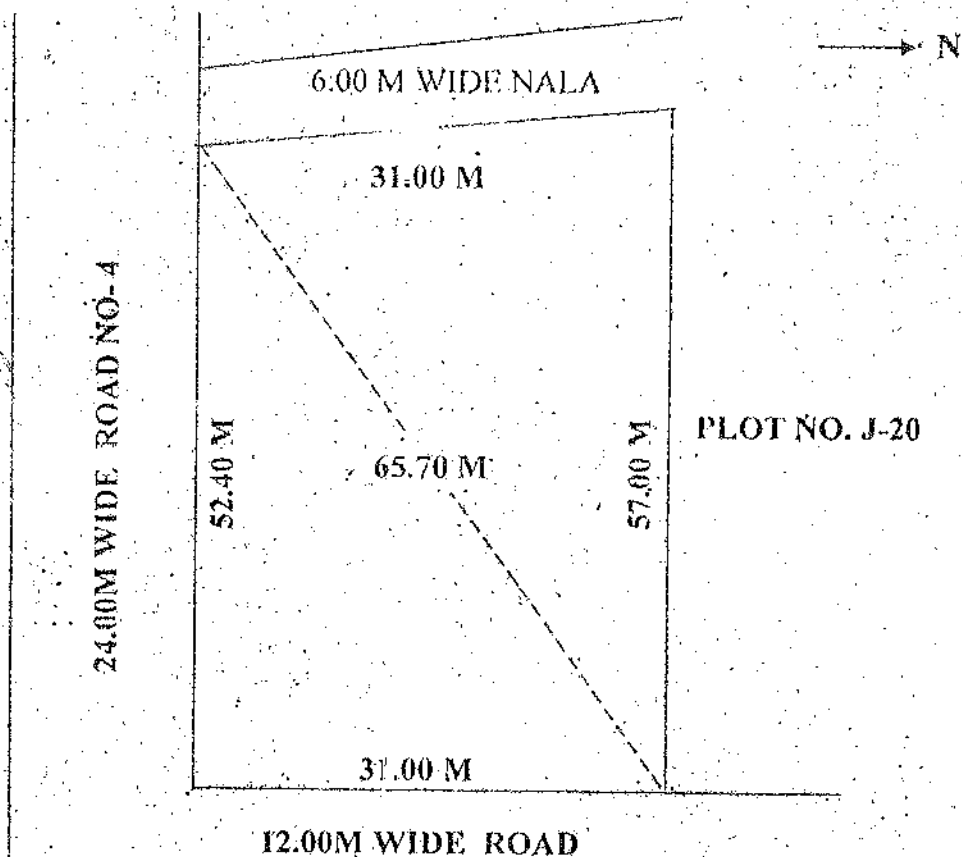 N
6:00 M WIDE NALA
31.00 M
24.00M WIDE ROAD NO-4
52.40 M
65.70 M
57.00 M
PLOT NO. J-20
31.00 M
12.00M WIDE ROAD